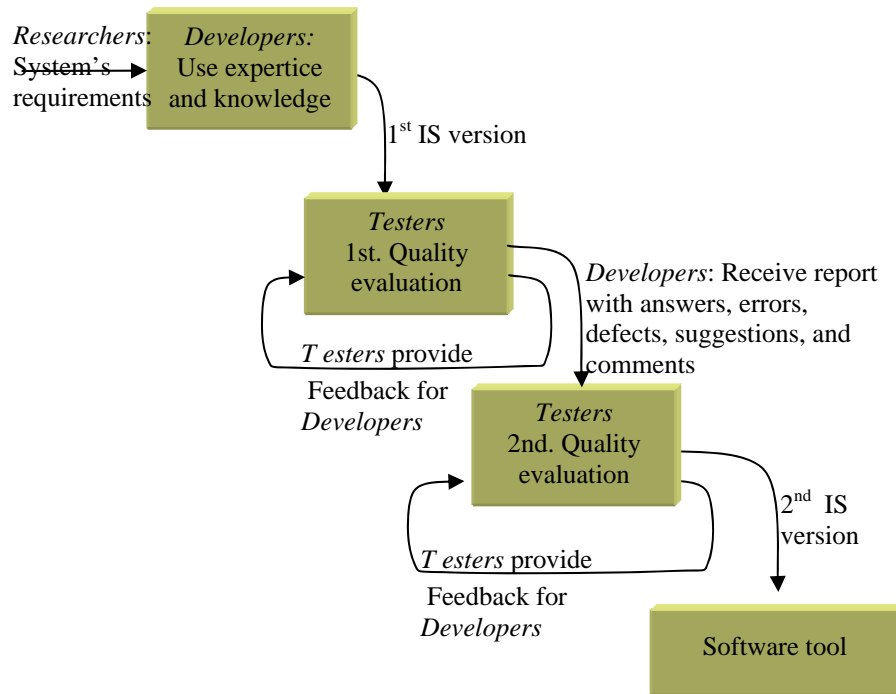 Researchers:
System's
requirements
Developers:
Use expertice
and knowledge
1st IS version
Testers
1st. Quality
evaluation
Developers: Receive report
with answers, errors,
defects, suggestions, and
comments
T esters provide
Feedback for
Developers
Testers
2nd. Quality
evaluation
2nd IS
version
T esters provide
Feedback for
Developers
Software tool